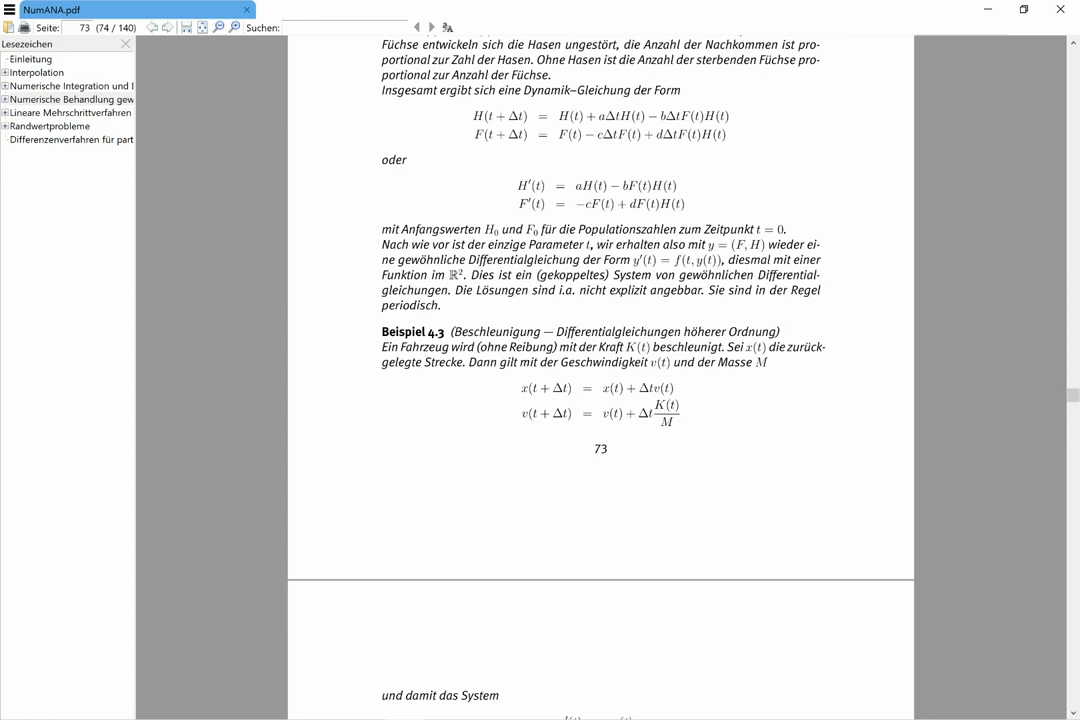 NumANA.pdf
Seite: 73 (74 / 140) Suchen:
Lesezeichen
Einleitung
Interpolation
Numerische Integration und I
Numerische Behandlung gew
Lineare Mehrschrittverfahren
Randwertprobleme
Differenzenverfahren für part
Füchse entwickeln sich die Hasen ungestört, die Anzahl der Nachkommen ist pro-
portional zur Zahl der Hasen. Ohne Hasen ist die Anzahl der sterbenden Füchse pro-
portional zur Anzahl der Füchse.
Insgesamt ergibt sich eine Dynamik–Gleichung der Form
H(t + Δt) = H(t) + aΔtH(t) − bΔtF(t)H(t)
F(t + Δt) = F(t) − cΔtF(t) + dΔtF(t)H(t)
oder
H′(t) = aH(t) − bF(t)H(t)
F′(t) = −cF(t) + dF(t)H(t)
mit Anfangswerten H₀ und F₀ für die Populationszahlen zum Zeitpunkt t = 0.
Nach wie vor ist der einzige Parameter t, wir erhalten also mit y = (F, H) wieder ei-
ne gewöhnliche Differentialgleichung der Form y′(t) = f(t, y(t)), diesmal mit einer
Funktion im ℝ². Dies ist ein (gekoppeltes) System von gewöhnlichen Differential-
gleichungen. Die Lösungen sind i.a. nicht explizit angebbar. Sie sind in der Regel
periodisch.
Beispiel 4.3 (Beschleunigung — Differentialgleichungen höherer Ordnung)
Ein Fahrzeug wird (ohne Reibung) mit der Kraft K(t) beschleunigt. Sei x(t) die zurück-
gelegte Strecke. Dann gilt mit der Geschwindigkeit v(t) und der Masse M
x(t + Δt) = x(t) + Δtv(t)
v(t + Δt) = v(t) + Δt K(t)/M
73
und damit das System